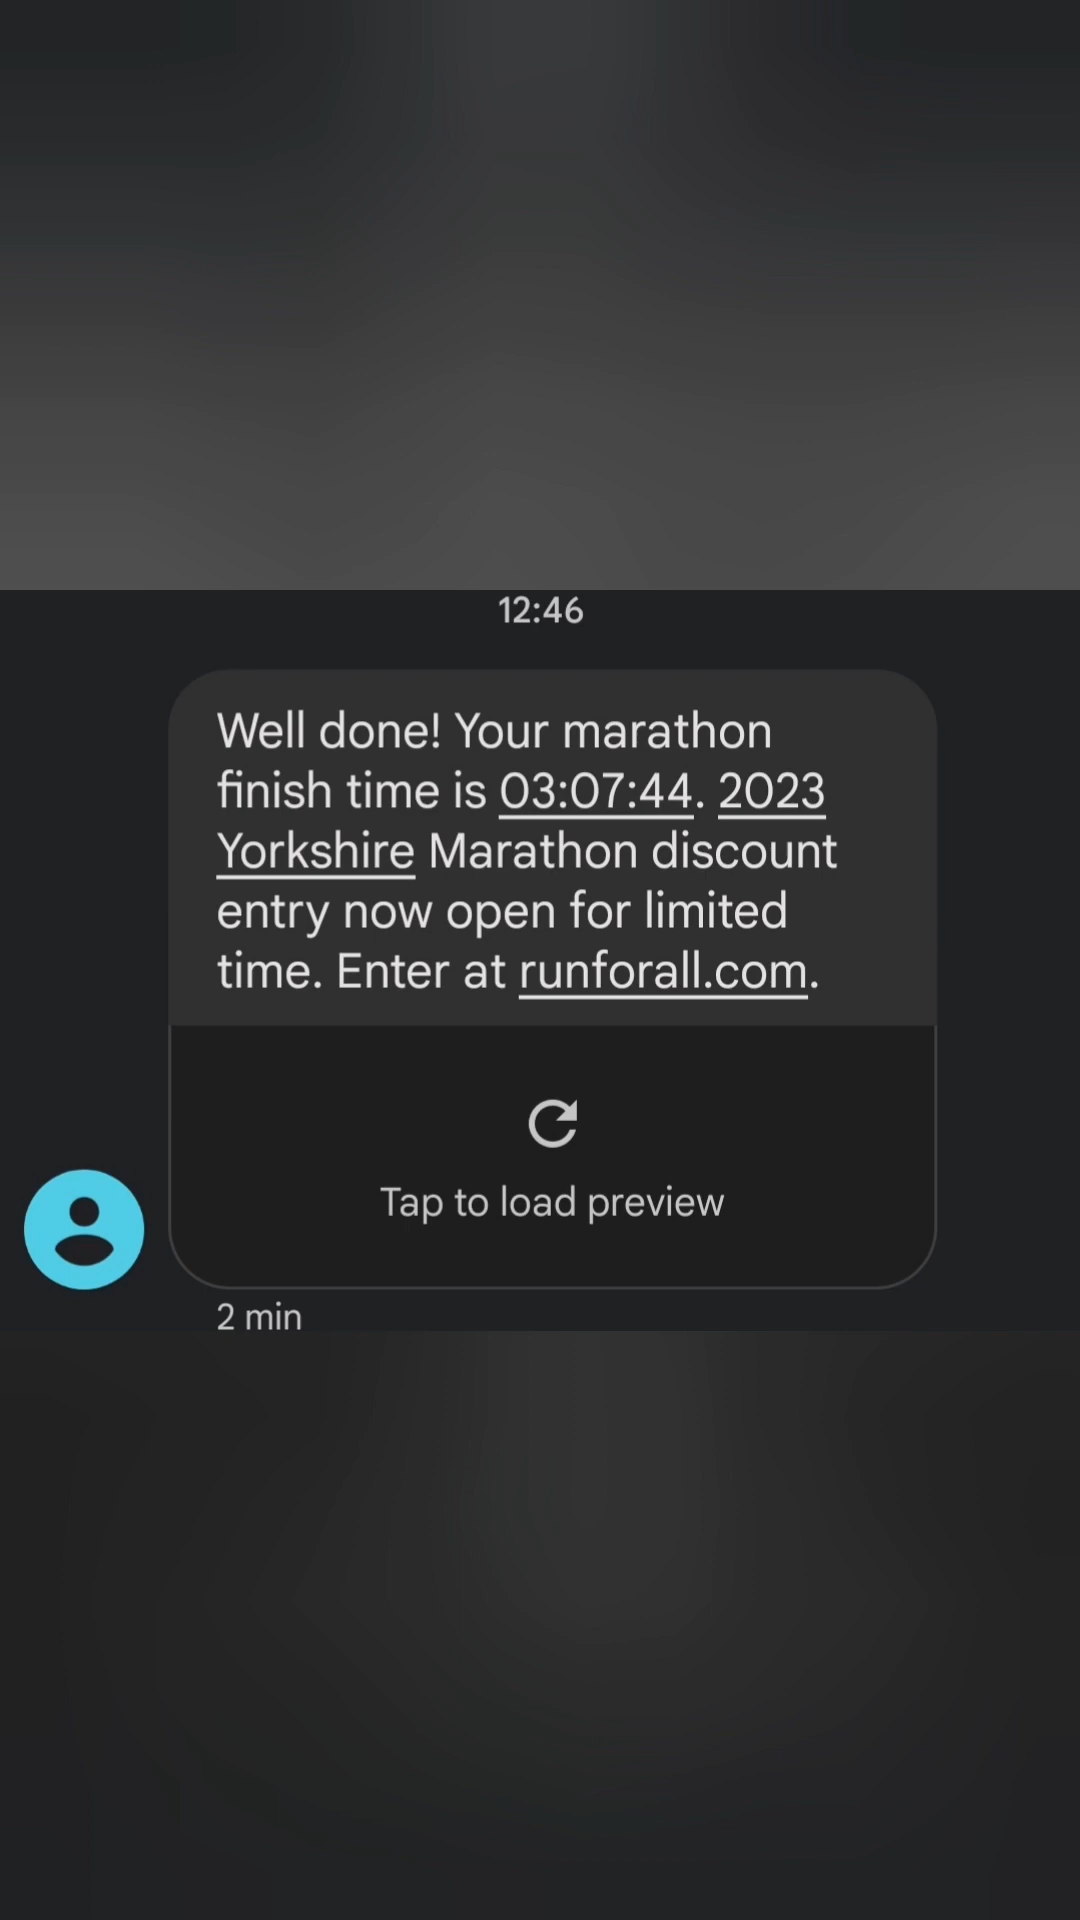 12:46
Well done! Your marathon
finish time is 03:07:44. 2023
Yorkshire Marathon discount
entry now open for limited
time. Enter at runforall.com.
Tap to load preview
2 min